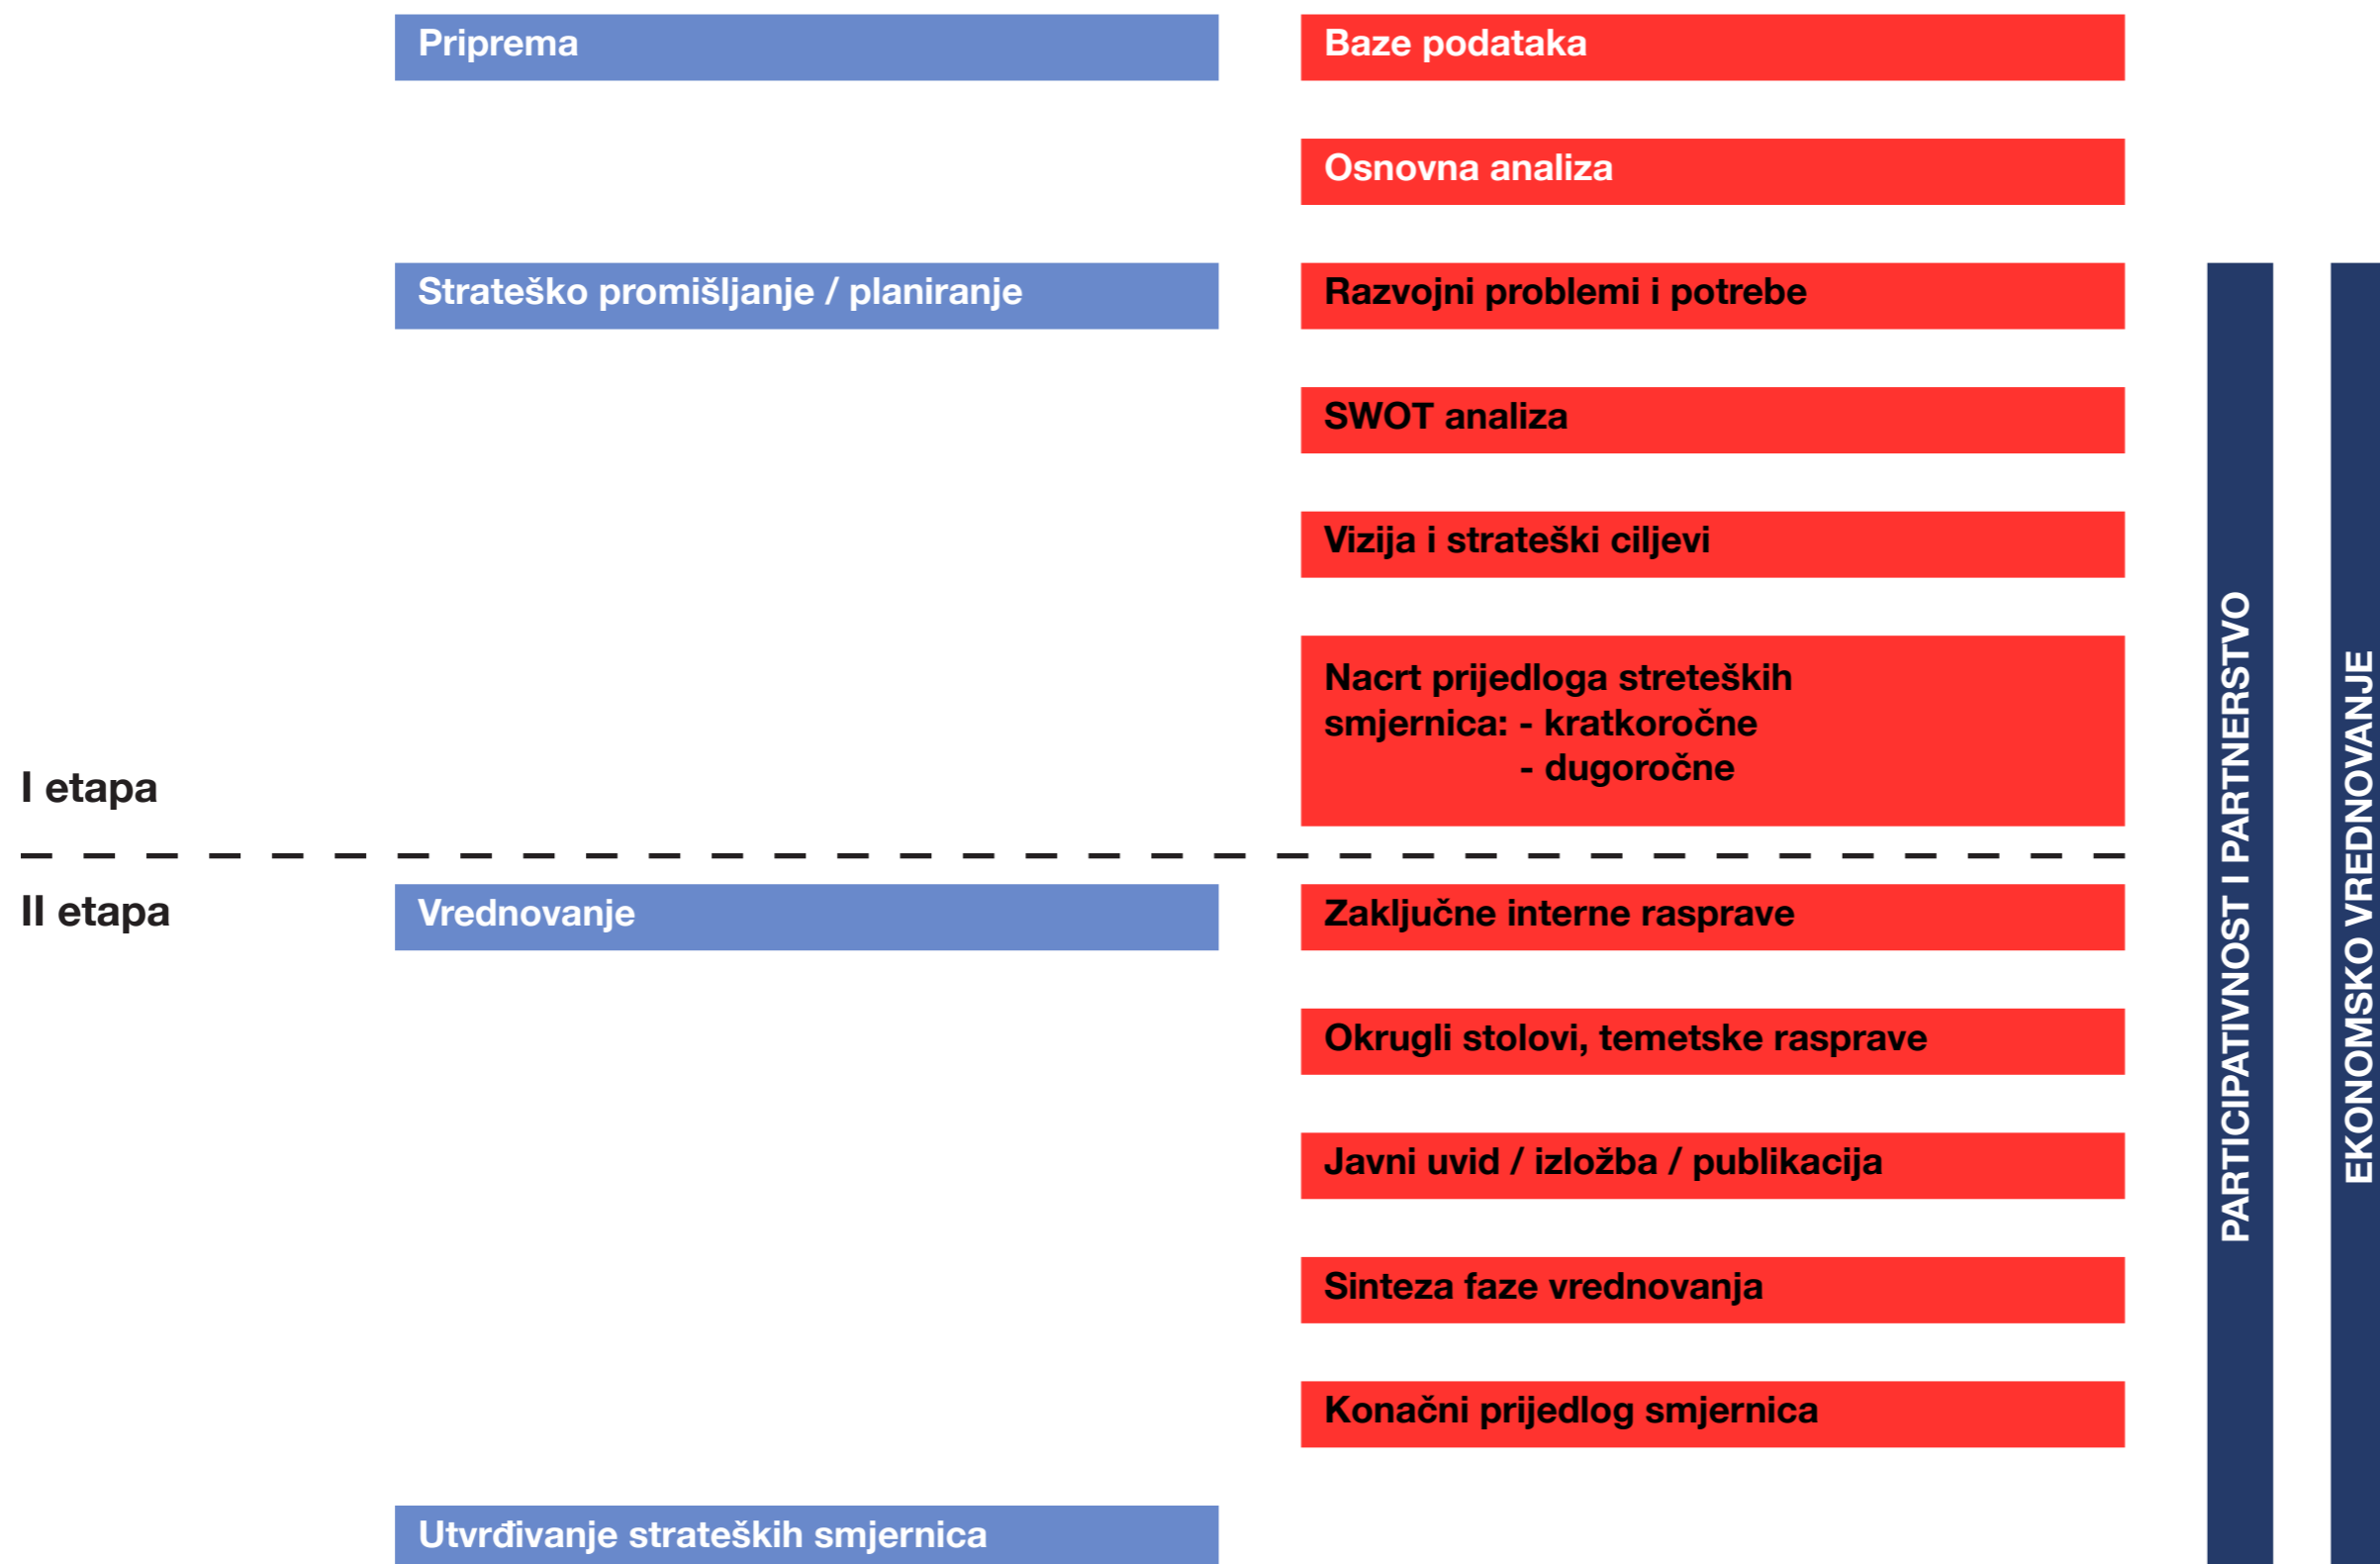 Priprema
Baze podataka
Osnovna analiza
Strateško promišljanje / planiranje
Razvojni problemi i potrebe
SWOT analiza
Vizija i strateški ciljevi
Nacrt prijedloga streteških
smjernica: - kratkoročne
- dugoročne
I etapa
II etapa
Vrednovanje
Zaključne interne rasprave
Okrugli stolovi, temetske rasprave
Javni uvid / izložba / publikacija
Sinteza faze vrednovanja
Konačni prijedlog smjernica
Utvrđivanje strateških smjernica
PARTICIPATIVNOST I PARTNERSTVO
EKONOMSKO VREDNOVANJE